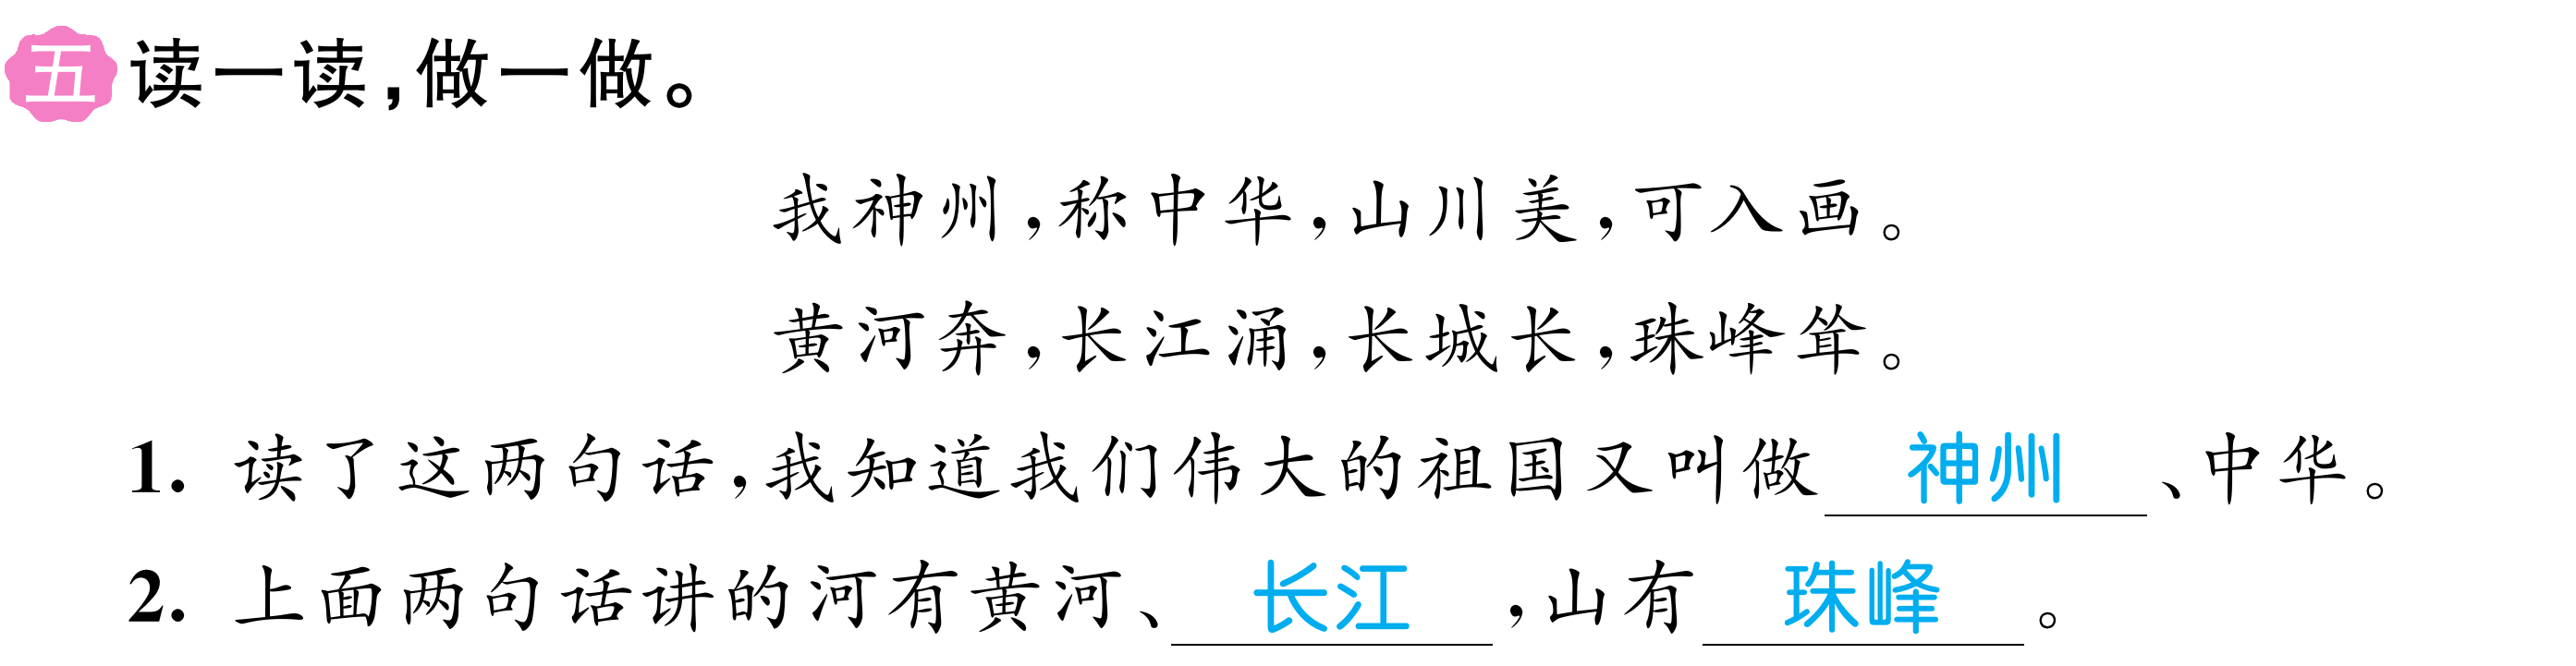 五 读一读,做一做。
我神州,称中华,山川美,可入画。
黄河奔,长江涌,长城长,珠峰耸。
1. 读了这两句话,我知道我们伟大的祖国又叫做 神州 、中华。
2. 上面两句话讲的河有黄河、 长江 ,山有 珠峰 。